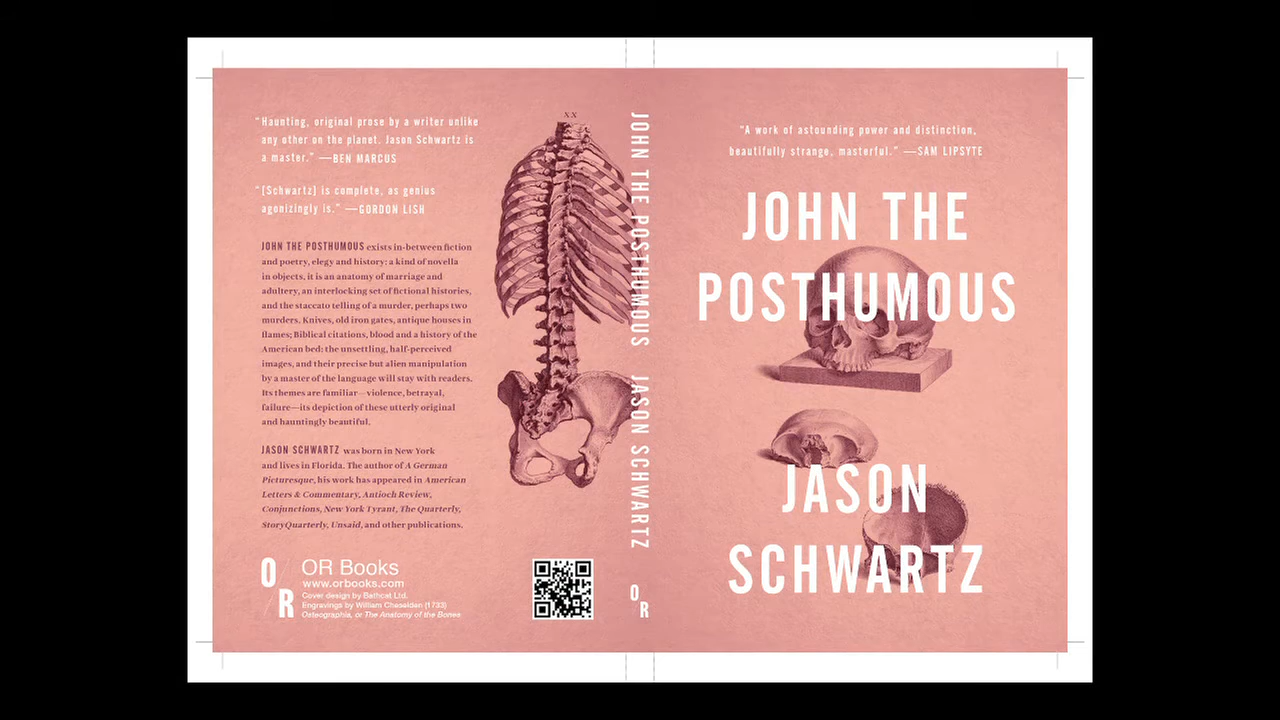 “Haunting, original prose by a writer unlike
any other on the planet. Jason Schwartz is
a master.” —BEN MARCUS
“[Schwartz] is complete, as genius
agonizingly is.” —GORDON LISH
JOHN THE POSTHUMOUS exists in-between fiction
and poetry, elegy and history: a kind of novella
in objects, it is an anatomy of marriage and
adultery, an interlocking set of fictional histories,
and the staccato telling of a murder, perhaps two
murders. Knives, old iron gates, antique houses in
flames; Biblical citations, blood and a history of the
American bed: the unsettling, half-perceived
images, and their precise but alien manipulation
by a master of the language will stay with readers.
Its themes are familiar—violence, betrayal,
failure—its depiction of these utterly original
and hauntingly beautiful.
JASON SCHWARTZ was born in New York
and lives in Florida. The author of A German
Picturesque, his work has appeared in American
Letters & Commentary, Antioch Review,
Conjunctions, New York Tyrant, The Quarterly,
StoryQuarterly, Unsaid, and other publications.
O/R
OR Books
www.orbooks.com
Cover design by Bathcat Ltd.
Engravings by William Cheselden (1733)
Osteographia, or The Anatomy of the Bones
XX
JOHN THE POSTHUMOUS JASON SCHWARTZ
O/R
“A work of astounding power and distinction,
beautifully strange, masterful.” —SAM LIPSYTE
JOHN THE
POSTHUMOUS
JASON
SCHWARTZ